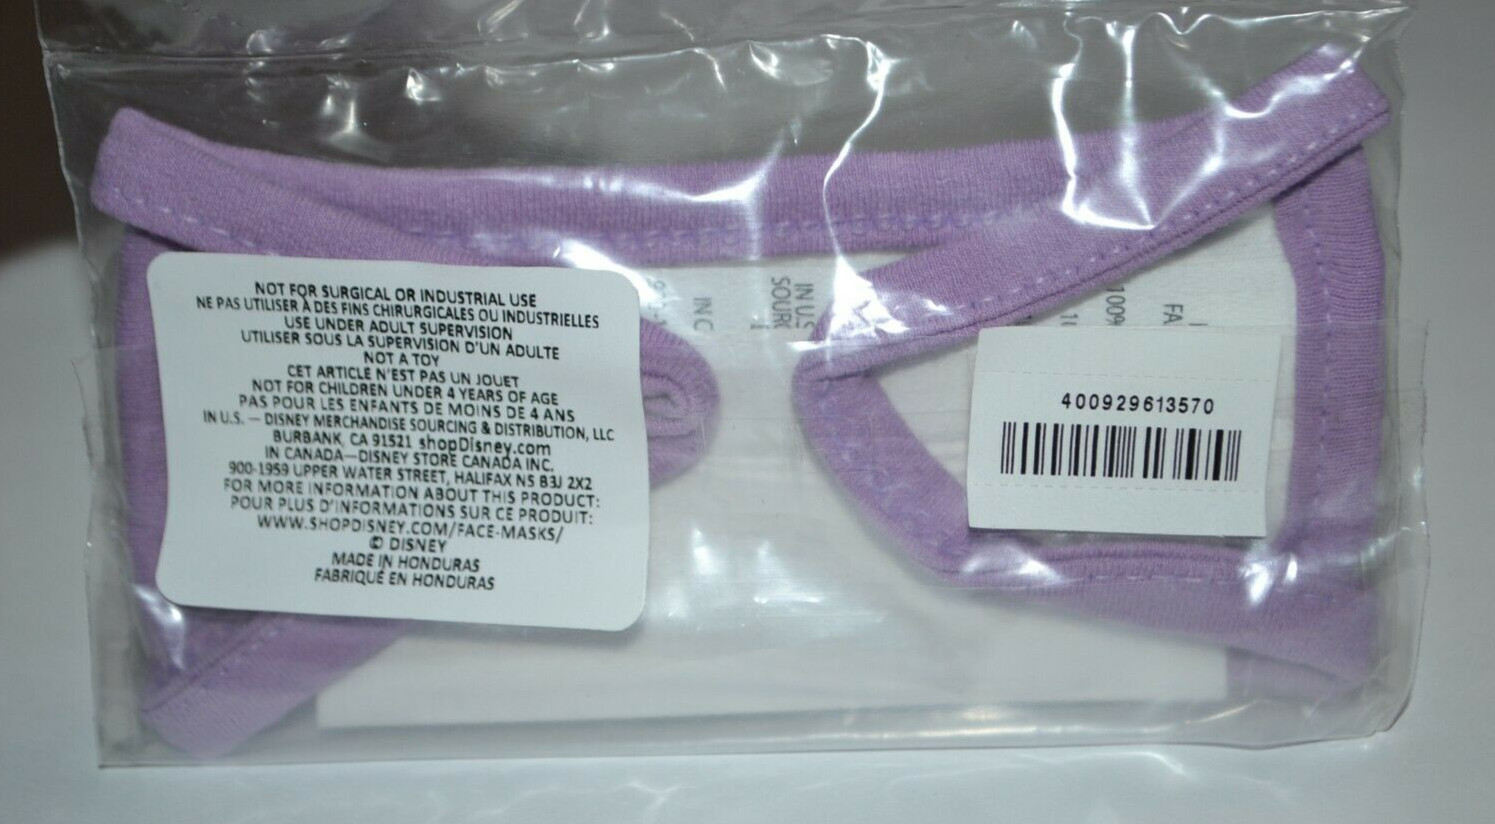 NOT FOR SURGICAL OR INDUSTRIAL USE
NE PAS UTILISER À DES FINS CHIRURGICALES OU INDUSTRIELLES
USE UNDER ADULT SUPERVISION
UTILISER SOUS LA SUPERVISION D'UN ADULTE
NOT A TOY
CET ARTICLE N'EST PAS UN JOUET
NOT FOR CHILDREN UNDER 4 YEARS OF AGE
PAS POUR LES ENFANTS DE MOINS DE 4 ANS
IN U.S. — DISNEY MERCHANDISE SOURCING & DISTRIBUTION, LLC
BURBANK, CA 91521 shopDisney.com
IN CANADA—DISNEY STORE CANADA INC.
900-1959 UPPER WATER STREET, HALIFAX NS B3J 2X2
FOR MORE INFORMATION ABOUT THIS PRODUCT:
POUR PLUS D'INFORMATIONS SUR CE PRODUIT:
WWW.SHOPDISNEY.COM/FACE-MASKS/
© DISNEY
MADE IN HONDURAS
FABRIQUÉ EN HONDURAS
IN C
IN U.S
SOUR
100%
FA
400929613570